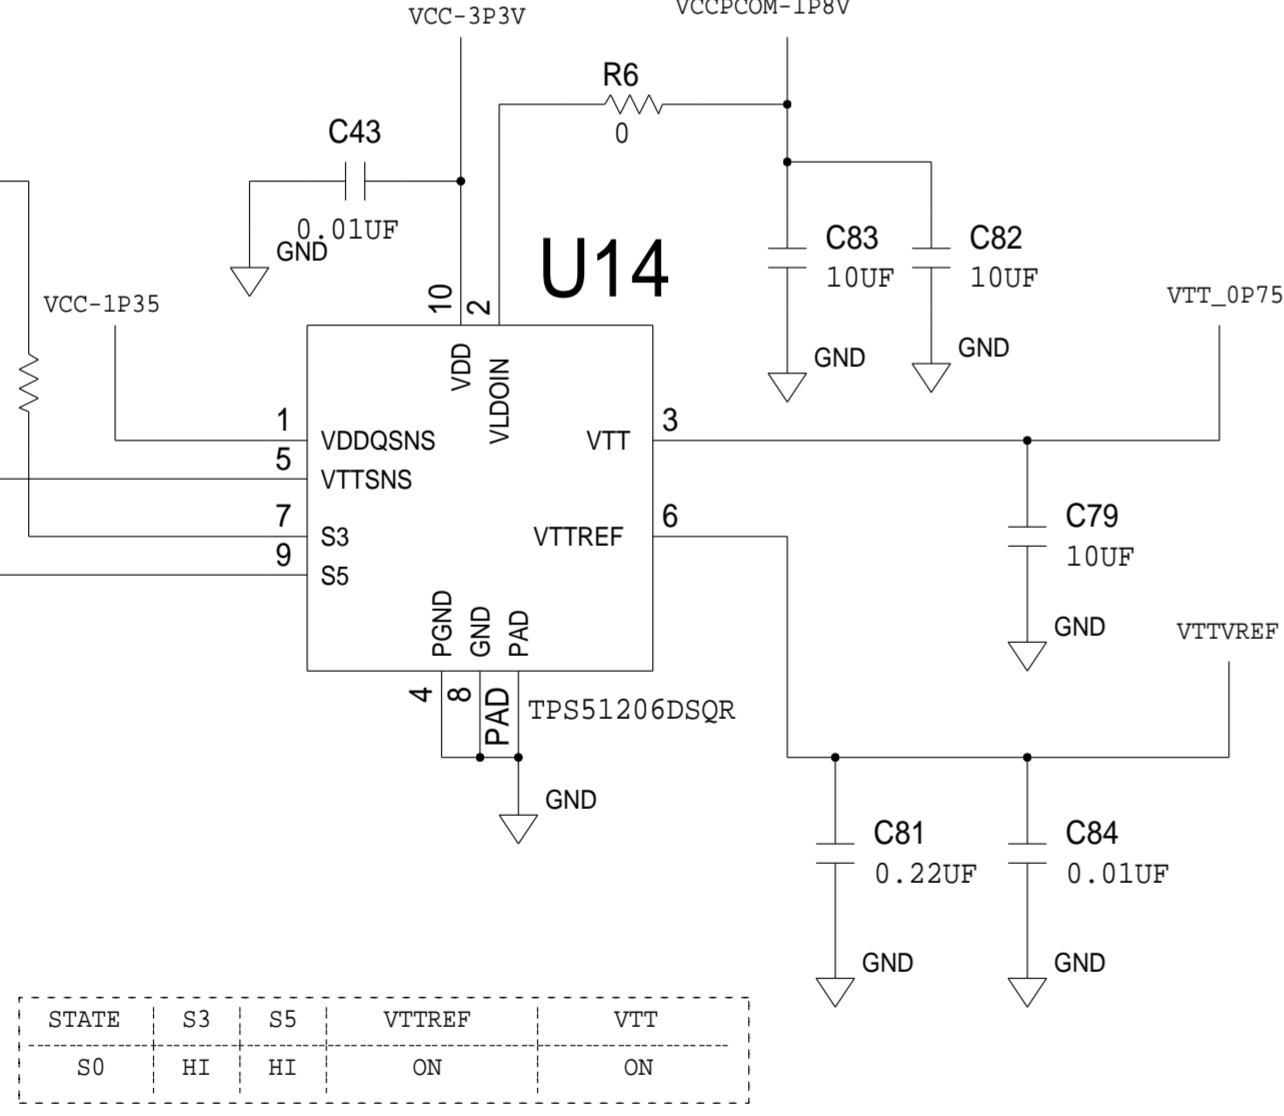 VCC-3P3V
VCCPCOM-1P8V
R6
0
C43
0.01UF
GND
U14
C83
10UF
C82
10UF
VCC-1P35
10
2
VTT_0P75
GND
GND
VDD
VLDOIN
1
VDDQSNS
VTT
3
5
VTTSNS
7
S3
VTTREF
6
9
S5
C79
10UF
PGND
GND
PAD
GND
VTTVREF
4
8
PAD
TPS51206DSQR
GND
C81
0.22UF
C84
0.01UF
GND
GND
STATE S3 S5 VTTREF VTT
S0 HI HI ON ON